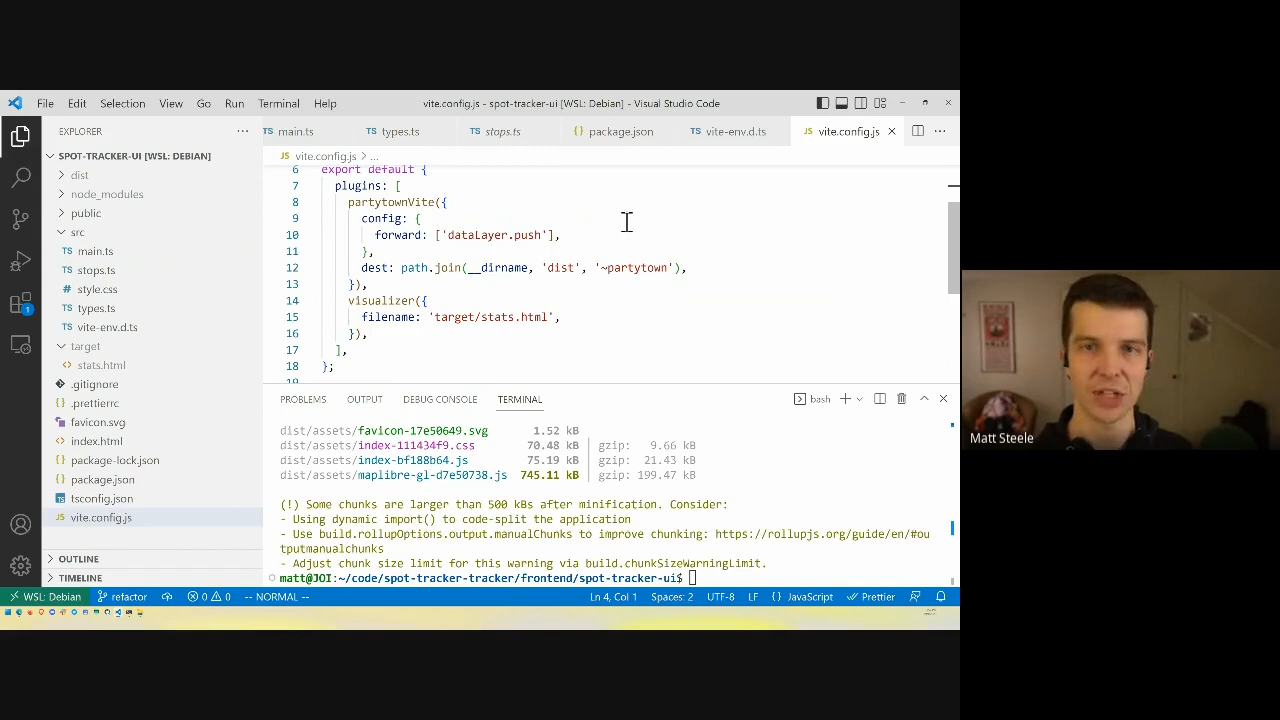 File Edit Selection View Go Run Terminal Help
vite.config.js - spot-tracker-ui [WSL: Debian] - Visual Studio Code
EXPLORER
SPOT-TRACKER-UI [WSL: DEBIAN]
dist
node_modules
public
src
TS main.ts
TS stops.ts
style.css
TS types.ts
TS vite-env.d.ts
target
<> stats.html
.gitignore
.prettierrc
favicon.svg
<> index.html
{} package-lock.json
{} package.json
tsconfig.json
JS vite.config.js
OUTLINE
TIMELINE
1
main.ts
TS types.ts
TS stops.ts
{} package.json
TS vite-env.d.ts
JS vite.config.js
JS vite.config.js > ...
6 export default {
7 plugins: [
8 partytownVite({
9 config: {
10 forward: ['dataLayer.push'],
11 },
12 dest: path.join(__dirname, 'dist', '~partytown'),
13 }),
14 visualizer({
15 filename: 'target/stats.html',
16 }),
17 ],
18 };
19
PROBLEMS OUTPUT DEBUG CONSOLE TERMINAL
bash
dist/assets/favicon-17e50649.svg 1.52 kB
dist/assets/index-111434f9.css 70.48 kB | gzip: 9.66 kB
dist/assets/index-bf188b64.js 75.19 kB | gzip: 21.43 kB
dist/assets/maplibre-gl-d7e50738.js 745.11 kB | gzip: 199.47 kB
(!) Some chunks are larger than 500 kBs after minification. Consider:
- Using dynamic import() to code-split the application
- Use build.rollupOptions.output.manualChunks to improve chunking: https://rollupjs.org/guide/en/#ou
tputmanualchunks
- Adjust chunk size limit for this warning via build.chunkSizeWarningLimit.
matt@JOI:~/code/spot-tracker-tracker/frontend/spot-tracker-ui$
WSL: Debian refactor 0 0 -- NORMAL -- Ln 4, Col 1 Spaces: 2 UTF-8 LF {} JavaScript Prettier
Matt Steele